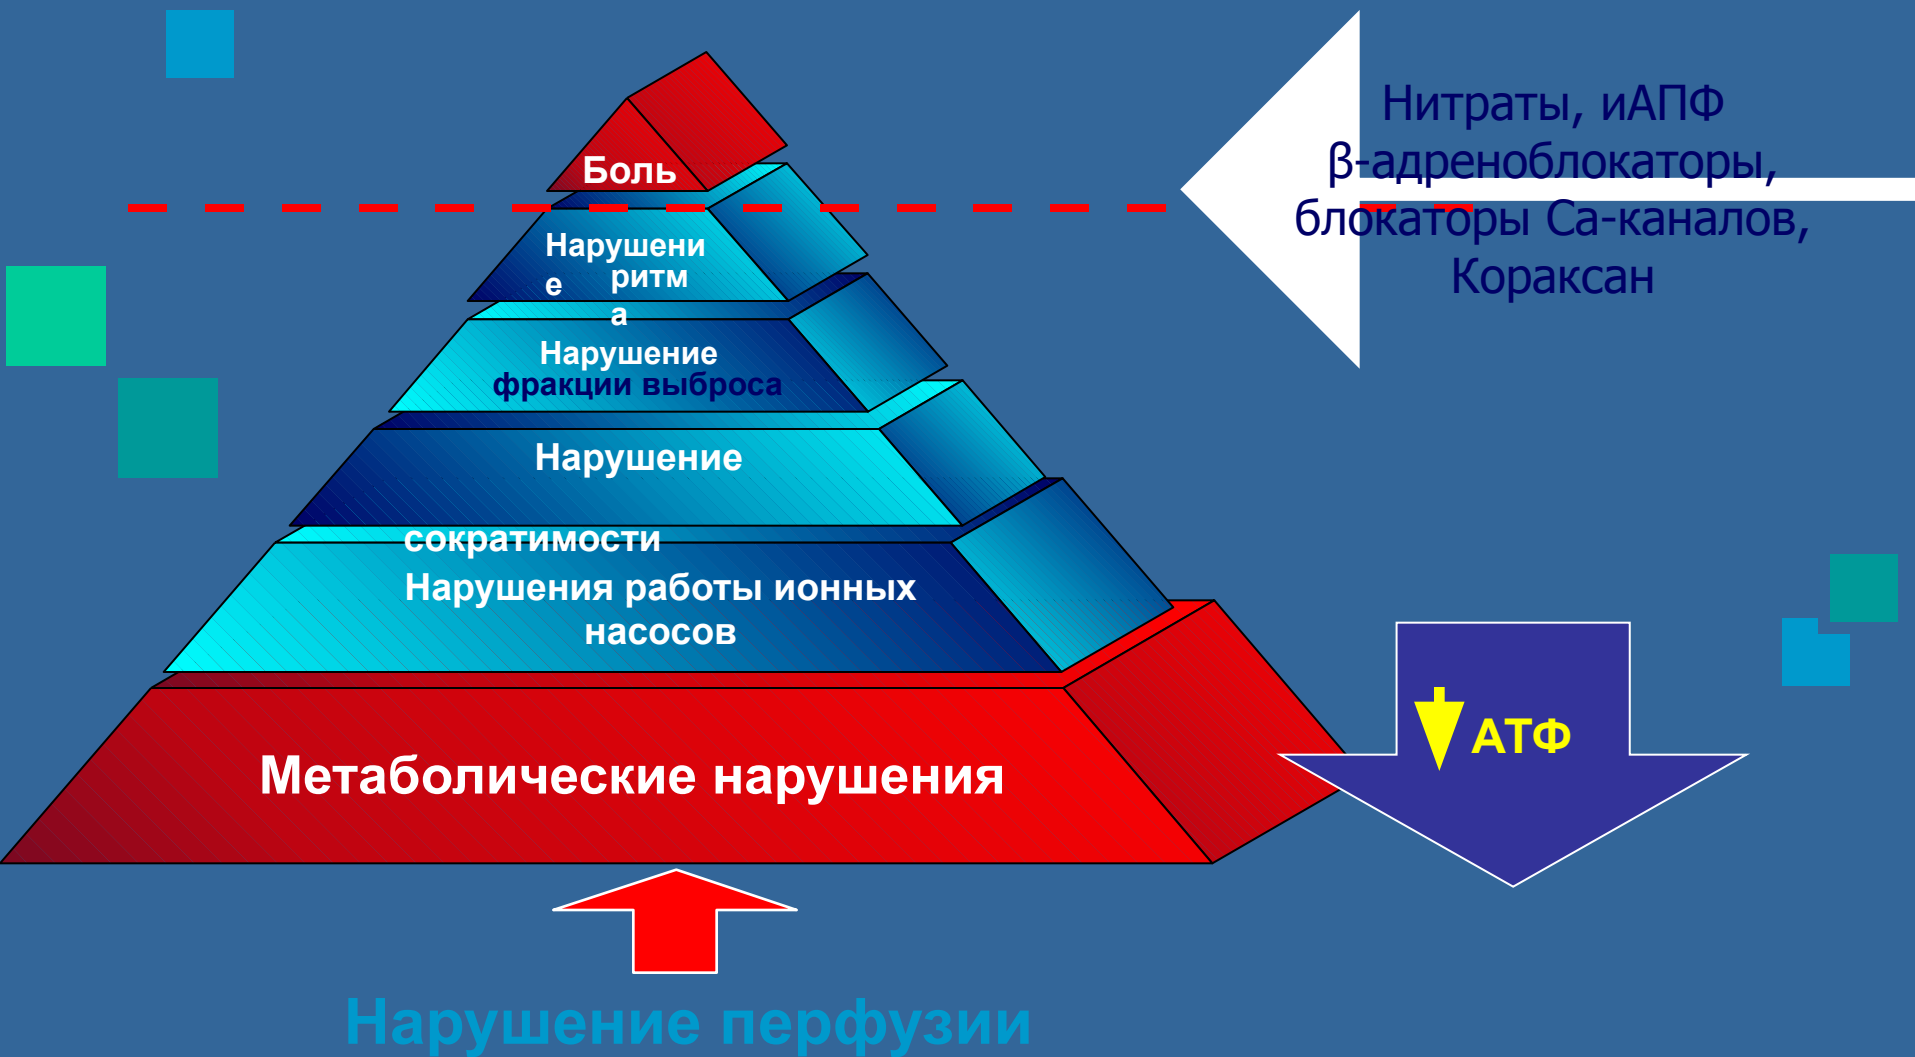 Боль
Нарушени
е
ритм
а
Нарушение
фракции выброса
Нарушение
сократимости
Нарушения работы ионных
насосов
Метаболические нарушения
Нарушение перфузии
Нитраты, иАПФ
β-адреноблокаторы,
блокаторы Са-каналов,
Кораксан
АТФ